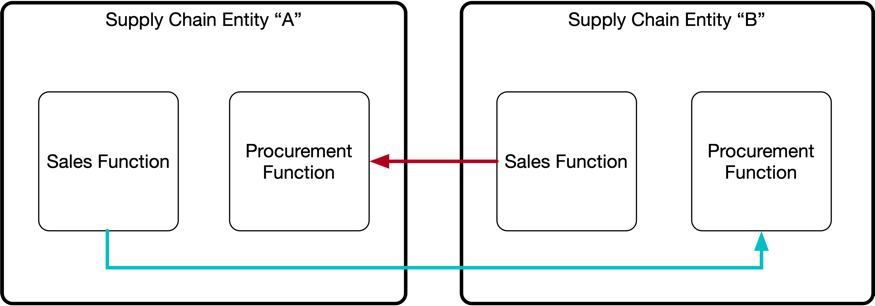 Supply Chain Entity “A”
Sales Function
Procurement
Function
Supply Chain Entity “B”
Sales Function
Procurement
Function